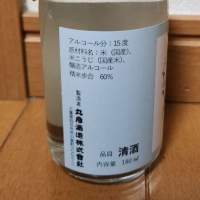 アルコール分：15度
原材料名：米（国産）、
米こうじ（国産米）、
醸造アルコール
精米歩合　60%
製造者
丸彦酒造株式会社
品目 清酒
内容量 180 ml